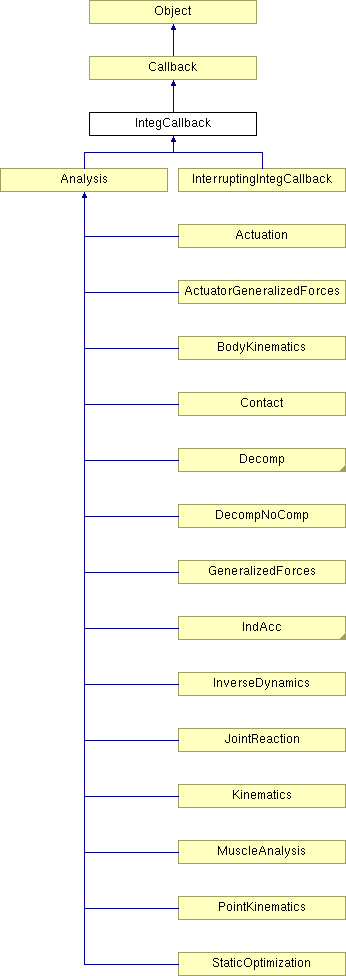 Object
Callback
IntegCallback
Analysis
InterruptingIntegCallback
Actuation
ActuatorGeneralizedForces
BodyKinematics
Contact
Decomp
DecompNoComp
GeneralizedForces
IndAcc
InverseDynamics
JointReaction
Kinematics
MuscleAnalysis
PointKinematics
StaticOptimization